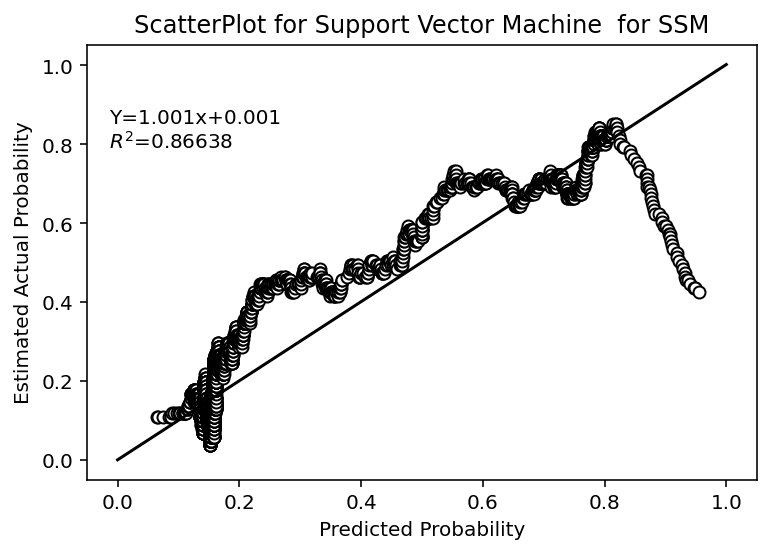 ScatterPlot for Support Vector Machine  for SSM
1.0
Y=1.001x+0.001
R²=0.86638
0.8
0.6
0.4
0.2
0.0
Estimated Actual Probability
0.0 0.2 0.4 0.6 0.8 1.0
Predicted Probability